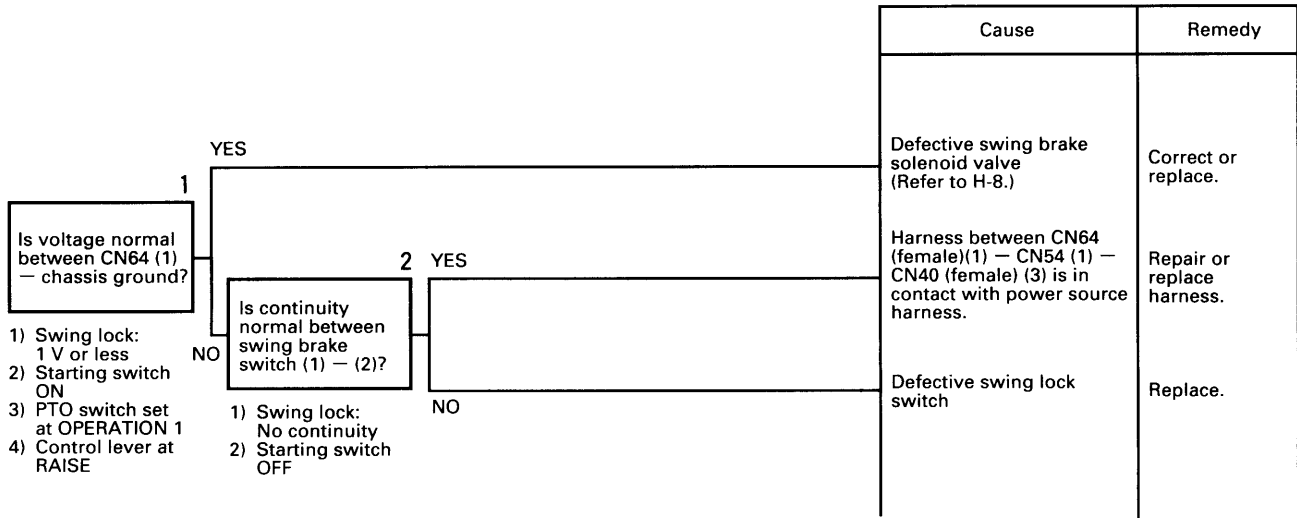 Cause
Remedy
YES
Defective swing brake
solenoid valve
(Refer to H-8.)
Correct or
replace.
1
Is voltage normal
between CN64 (1)
— chassis ground?
1) Swing lock:
1 V or less
2) Starting switch
ON
3) PTO switch set
at OPERATION 1
4) Control lever at
RAISE
NO
2
YES
Is continuity
normal between
swing brake
switch (1) — (2)?
1) Swing lock:
No continuity
2) Starting switch
OFF
Harness between CN64
(female)(1) — CN54 (1) —
CN40 (female) (3) is in
contact with power source
harness.
Repair or
replace
harness.
NO
Defective swing lock
switch
Replace.